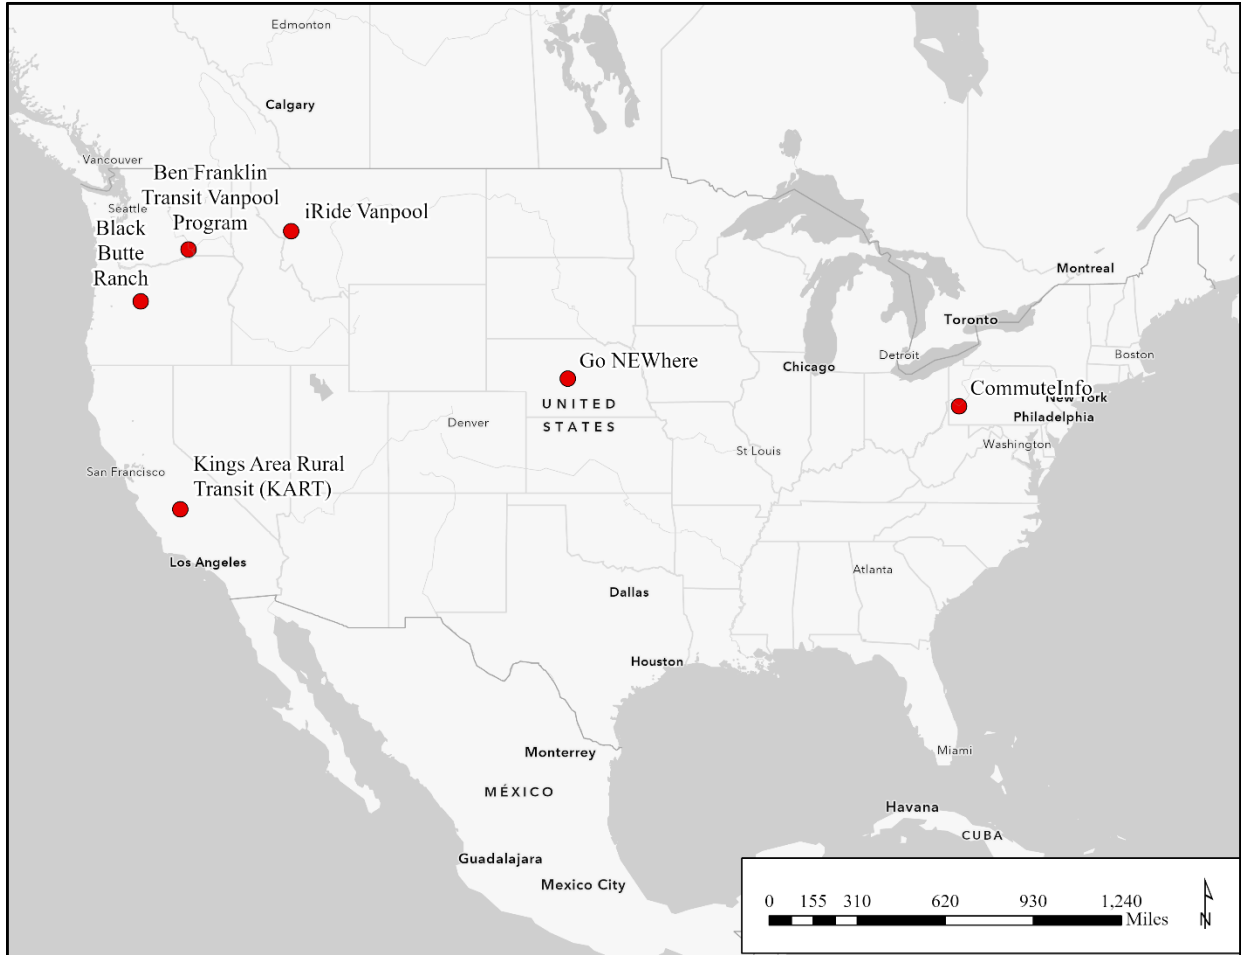 Edmonton
Calgary
Vancouver
Seattle
Ben Franklin
Transit Vanpool
Program
iRide Vanpool
Black
Butte
Ranch
Montreal
Toronto
Detroit
Boston
Chicago
Go NEWhere
CommuteInfo
New York
Philadelphia
Washington
UNITED
STATES
Denver
St Louis
San Francisco
Kings Area Rural
Transit (KART)
Los Angeles
Atlanta
Dallas
Houston
Miami
Monterrey
MÉXICO
Havana
CUBA
Guadalajara
Mexico City
0 155 310 620 930 1,240
Miles
N